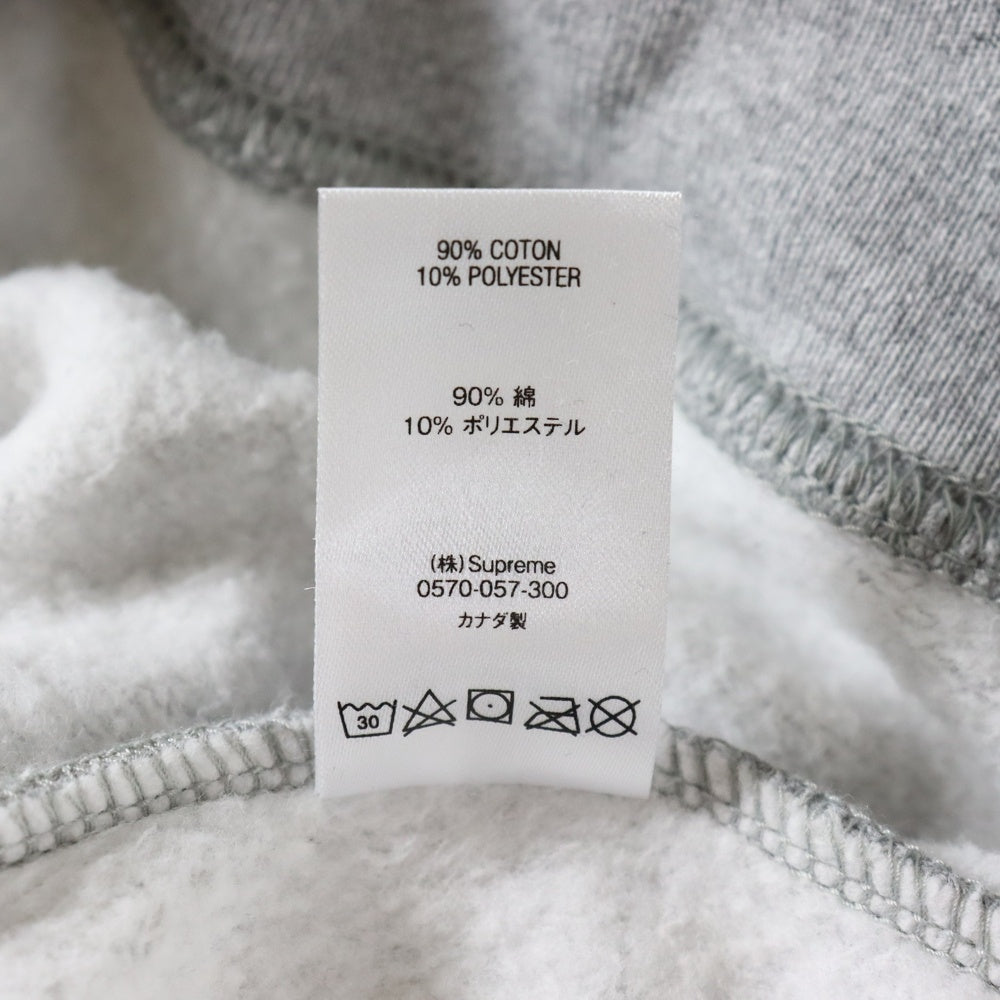 90% COTON
10% POLYESTER
90% 綿
10% ポリエステル
(株)Supreme
0570-057-300
カナダ製
30